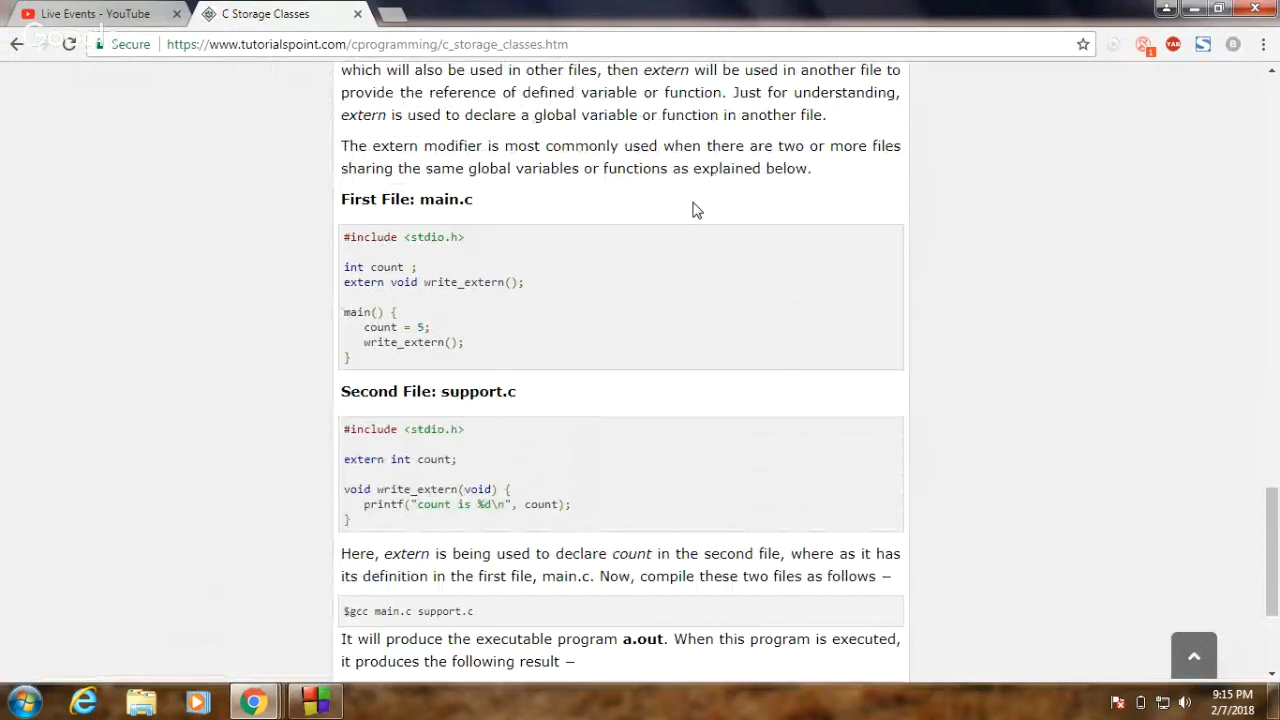 Live Events - YouTube
C Storage Classes
Secure
https://www.tutorialspoint.com/cprogramming/c_storage_classes.htm
1
YAB
S
B
which will also be used in other files, then extern will be used in another file to
provide the reference of defined variable or function. Just for understanding,
extern is used to declare a global variable or function in another file.
The extern modifier is most commonly used when there are two or more files
sharing the same global variables or functions as explained below.
First File: main.c
#include <stdio.h>
int count ;
extern void write_extern();
main() {
count = 5;
write_extern();
}
Second File: support.c
#include <stdio.h>
extern int count;
void write_extern(void) {
printf("count is %d\n", count);
}
Here, extern is being used to declare count in the second file, where as it has
its definition in the first file, main.c. Now, compile these two files as follows −
$gcc main.c support.c
It will produce the executable program a.out. When this program is executed,
it produces the following result −
9:15 PM
2/7/2018